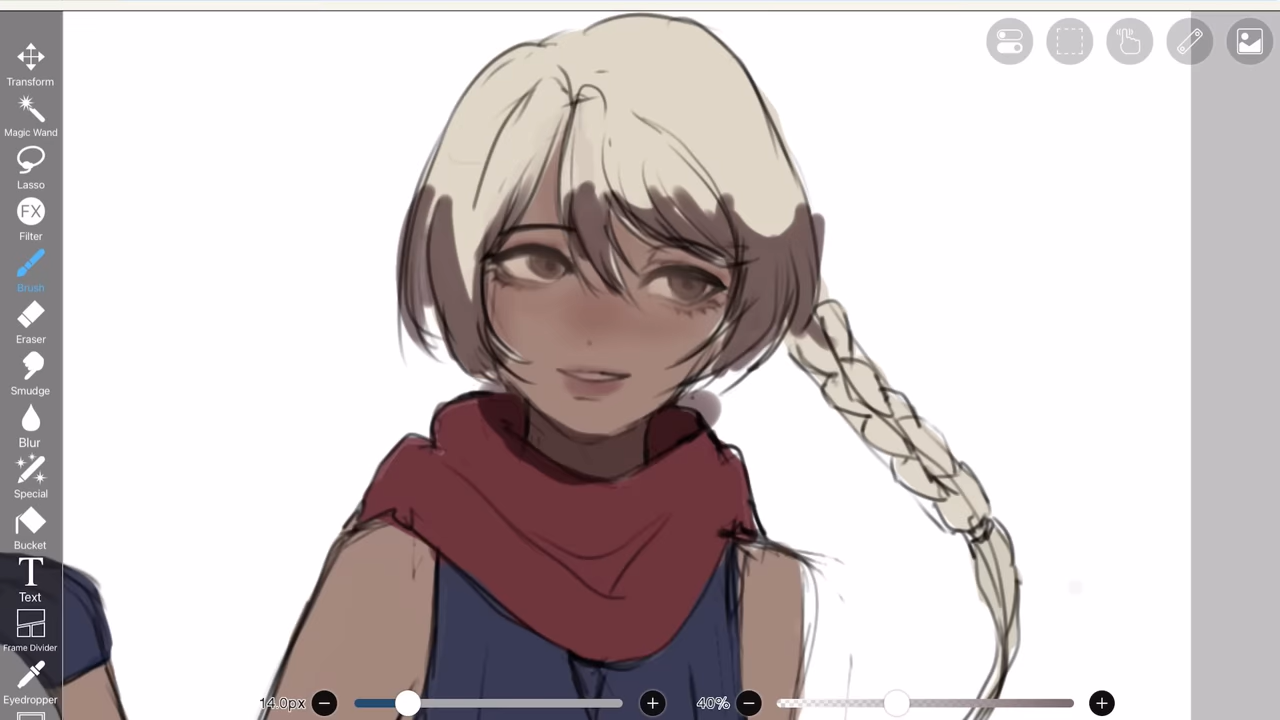 Transform
Magic Wand
Lasso
FX
Filter
Brush
Eraser
Smudge
Blur
Special
Bucket
T
Text
Frame Divider
Eyedropper
14.0px
40%